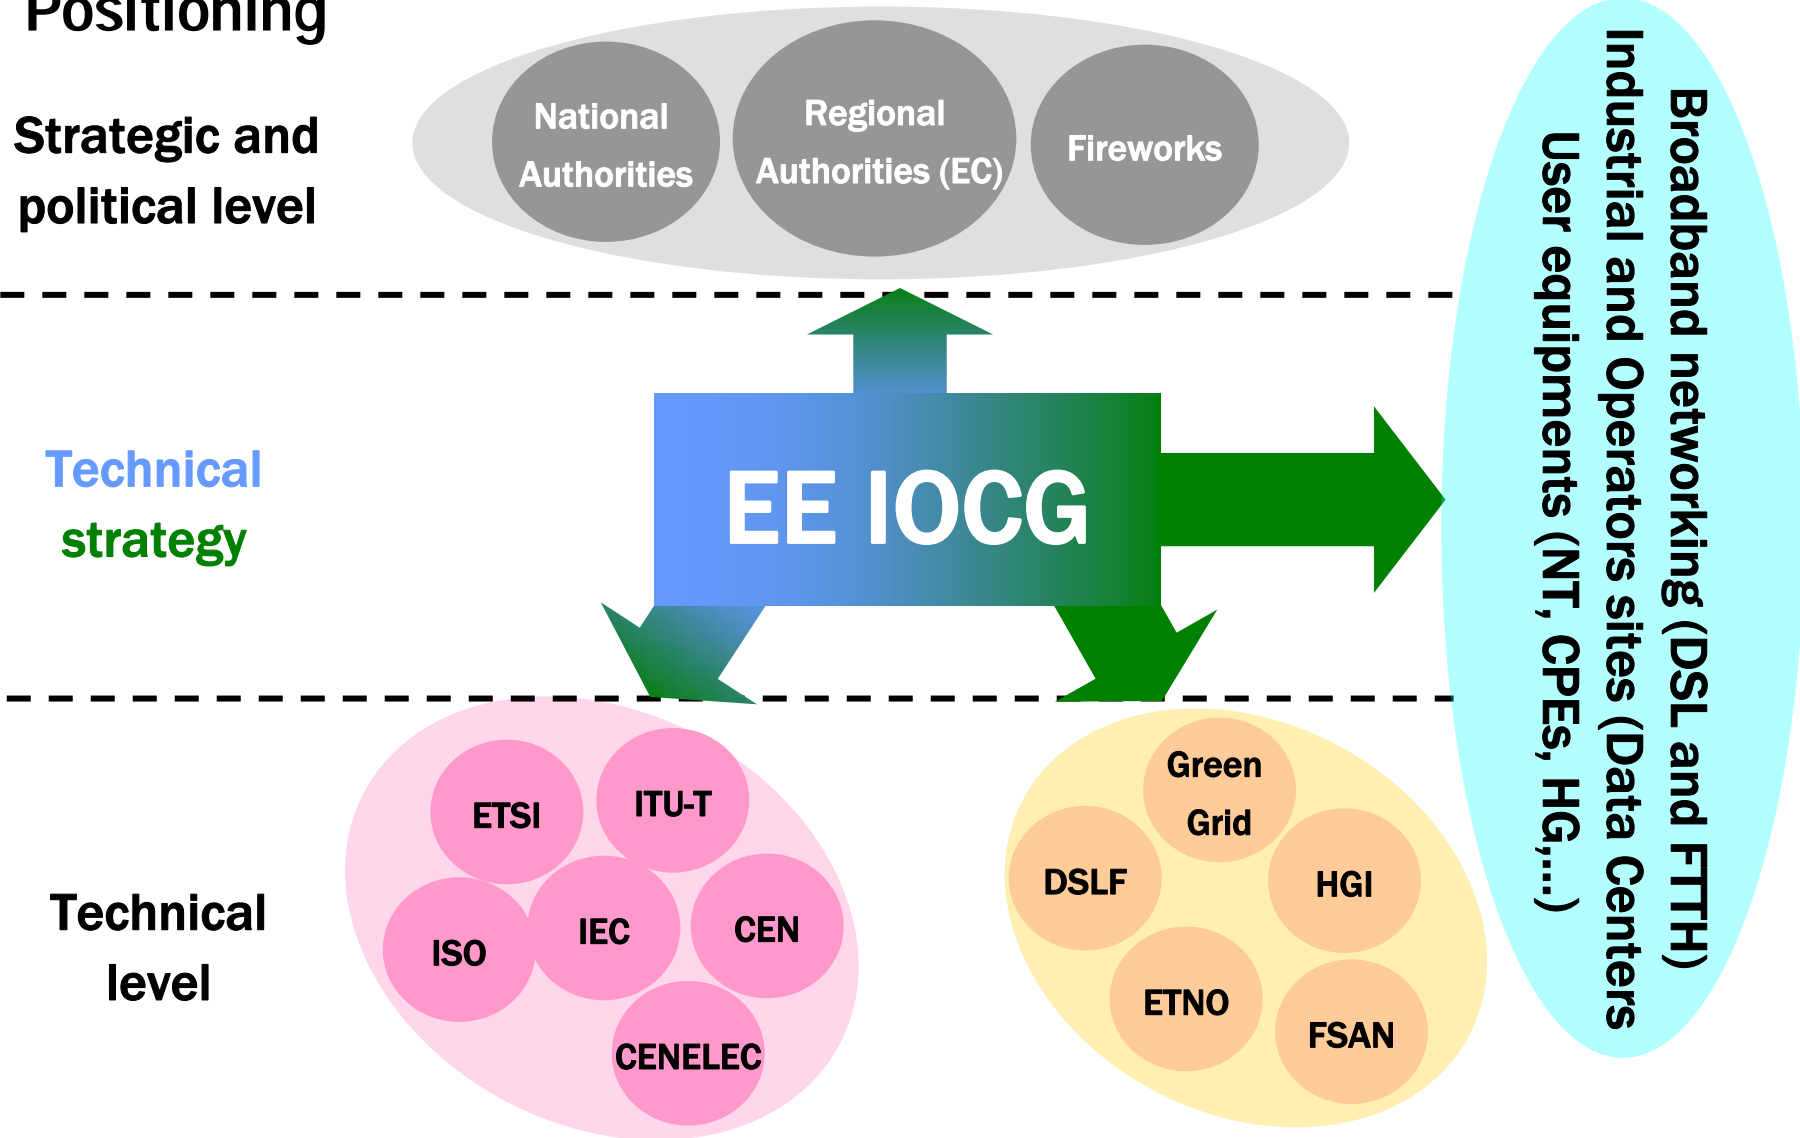 Positioning
Strategic and
political level
National
Authorities
Regional
Authorities (EC)
Fireworks
Technical
strategy
EE IOCG
Technical
level
ETSI
ITU-T
ISO
IEC
CEN
CENELEC
Green
Grid
DSLF
HGI
ETNO
FSAN
Broadband networking (DSL and FTTH)
Industrial and Operators sites (Data Centers
User equipments (NT, CPEs, HG,...)